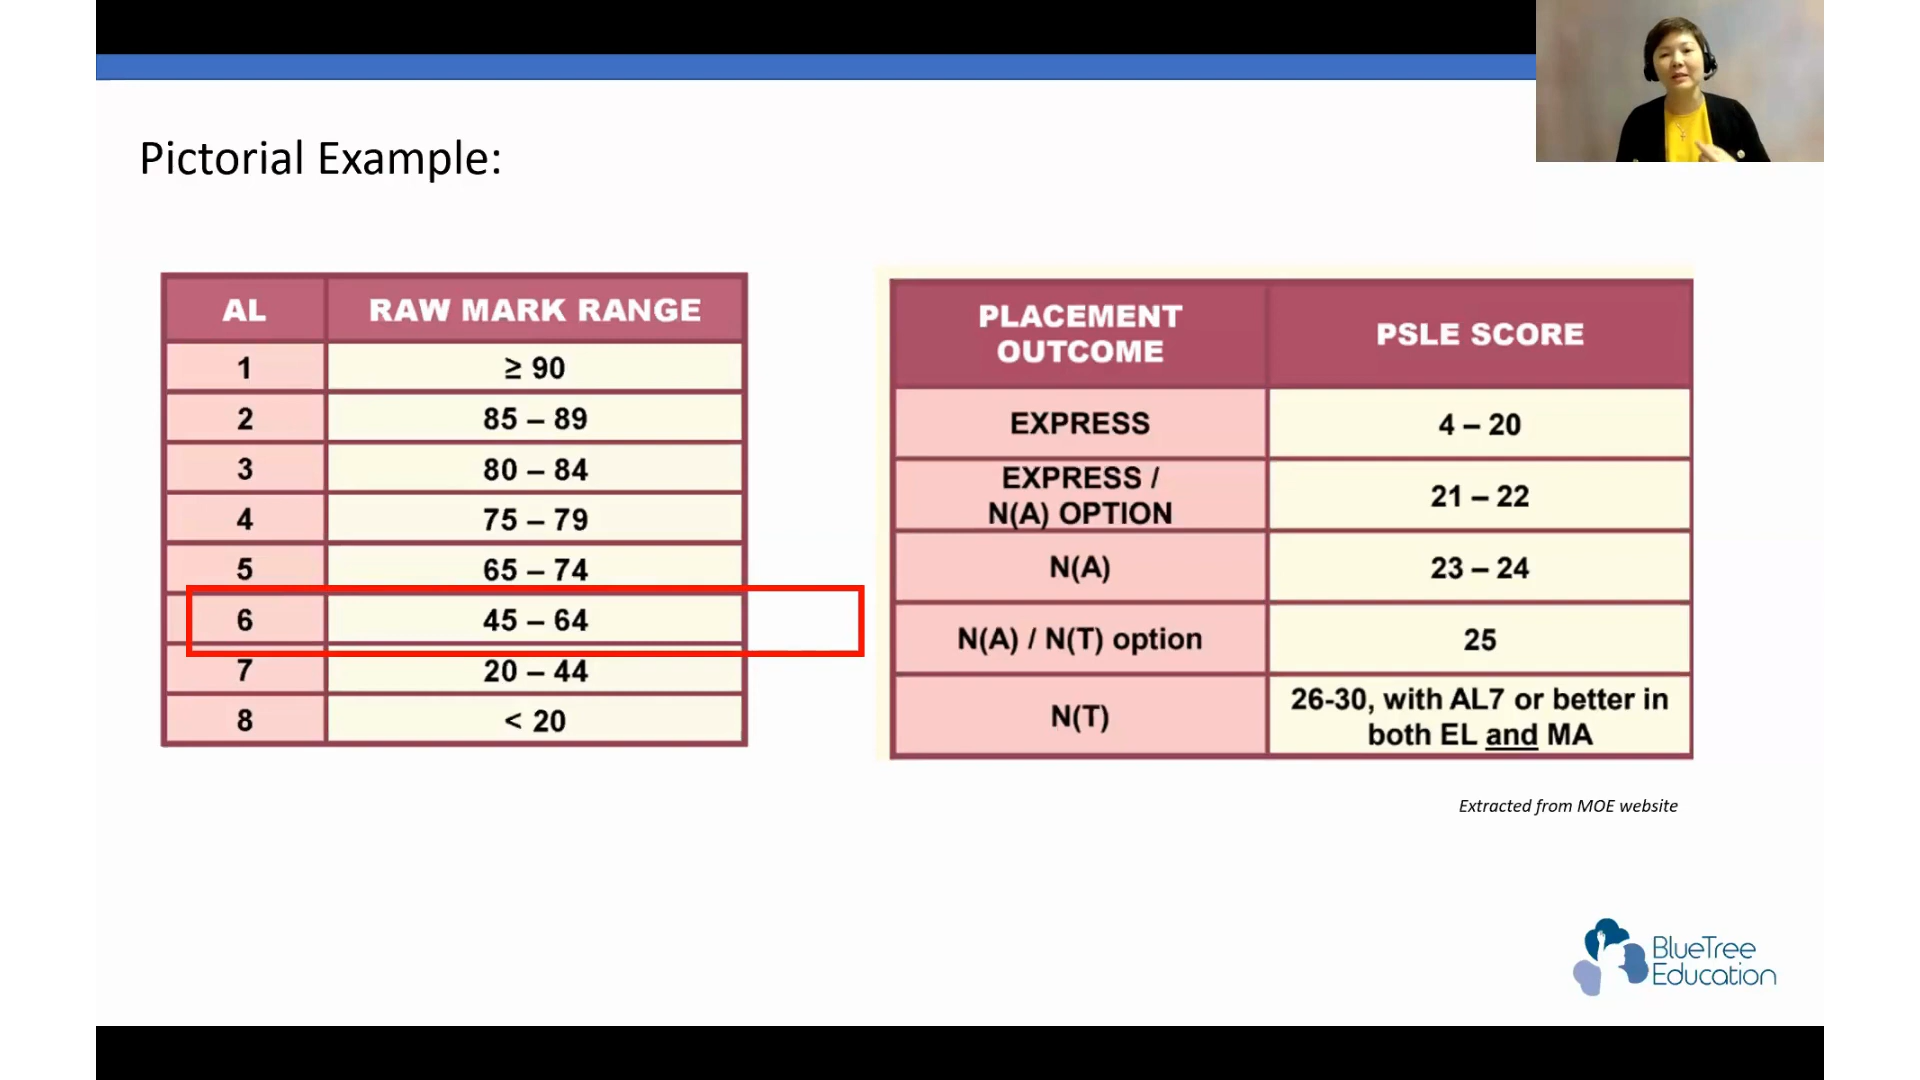 Pictorial Example:
AL RAW MARK RANGE
1 ≥ 90
2 85 – 89
3 80 – 84
4 75 – 79
5 65 – 74
6 45 – 64
7 20 – 44
8 < 20
PLACEMENT
OUTCOME
PSLE SCORE
EXPRESS 4 – 20
EXPRESS /
N(A) OPTION
21 – 22
N(A) 23 – 24
N(A) / N(T) option 25
N(T)
26-30, with AL7 or better in
both EL and MA
Extracted from MOE website
BlueTree
Education